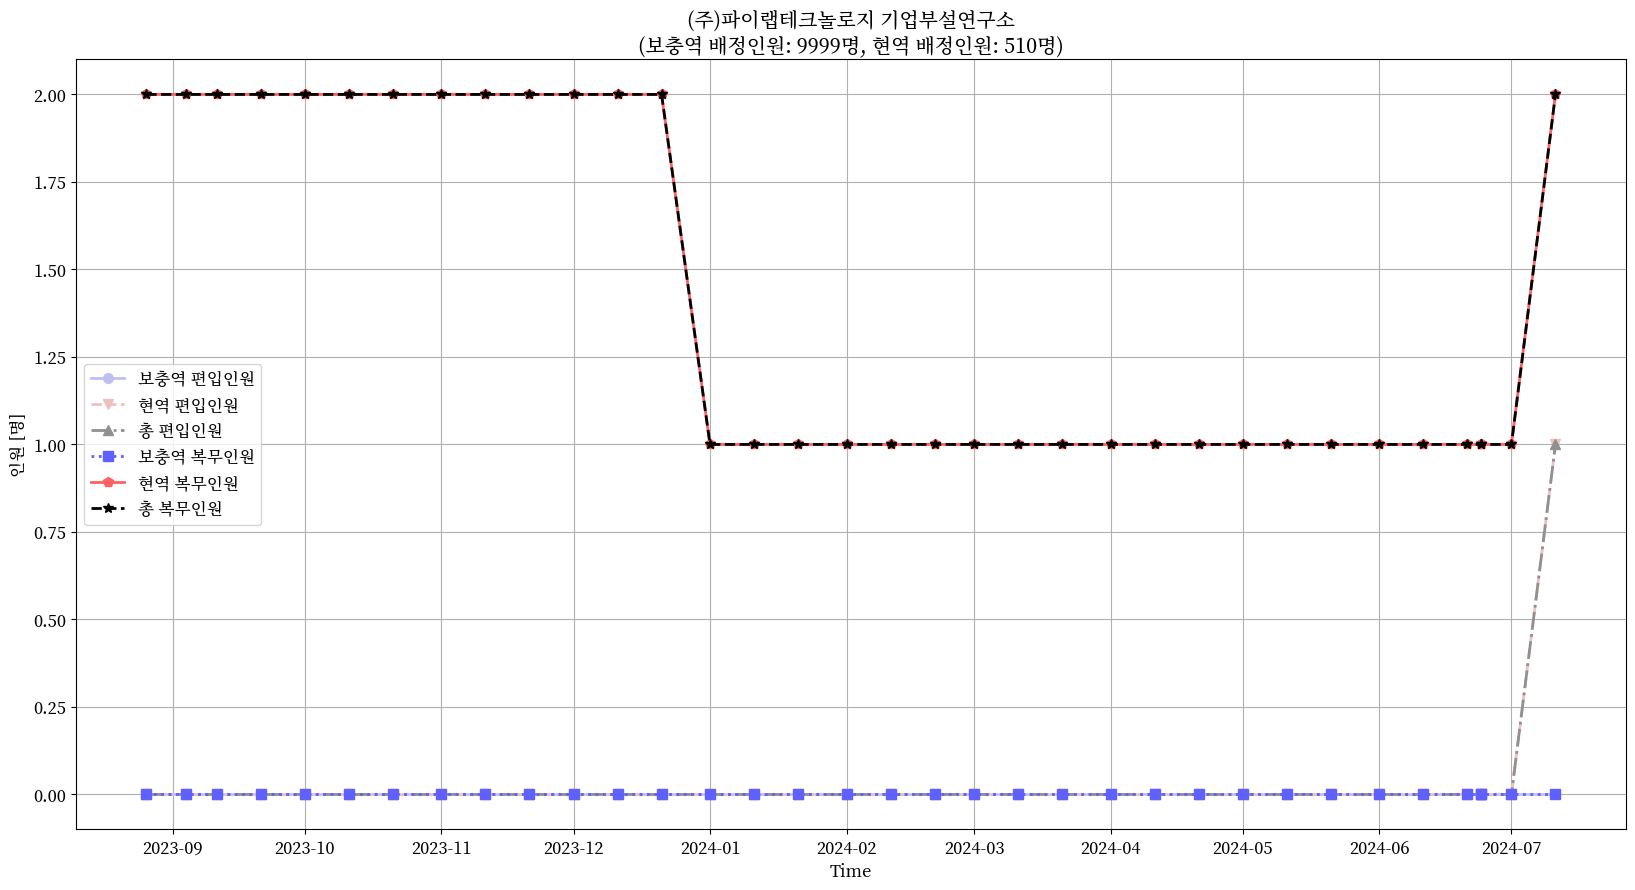 (주)파이랩테크놀로지 기업부설연구소
(보충역 배정인원: 9999명, 현역 배정인원: 510명)
2.00
1.75
1.50
1.25
1.00
0.75
0.50
0.25
0.00
인원 [명]
보충역 편입인원
현역 편입인원
총 편입인원
보충역 복무인원
현역 복무인원
총 복무인원
2023-09 2023-10 2023-11 2023-12 2024-01 2024-02 2024-03 2024-04 2024-05 2024-06 2024-07
Time